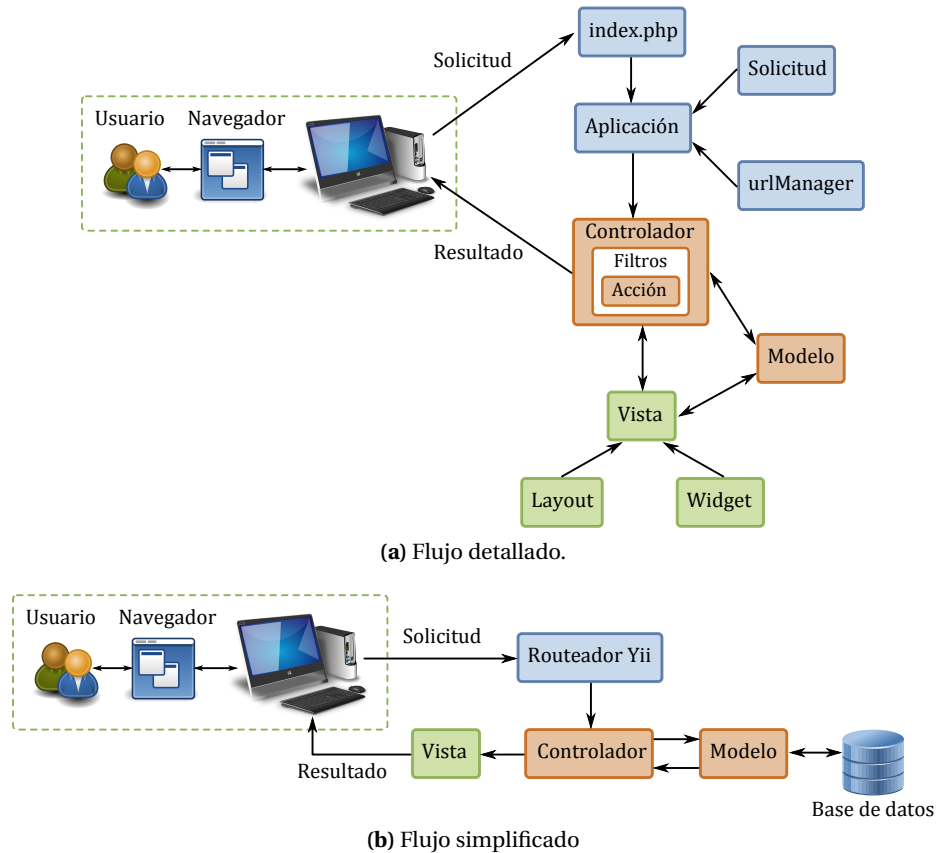 index.php
Solicitud
Solicitud
Usuario
Navegador
Aplicación
urlManager
Controlador
Resultado
Filtros
Acción
Modelo
Vista
Layout
Widget
(a) Flujo detallado.
Usuario
Navegador
Solicitud
Routeador Yii
Vista
Controlador
Modelo
Resultado
Base de datos
(b) Flujo simplificado